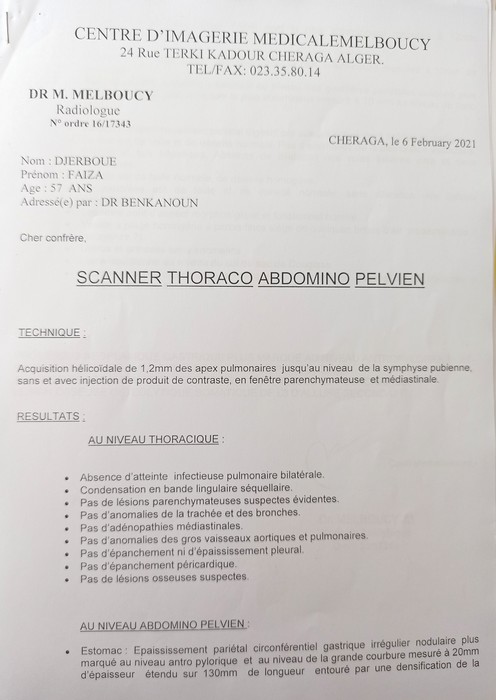 CENTRE D'IMAGERIE MEDICALEMELBOUCY
24 Rue TERKI KADOUR CHERAGA ALGER.
TEL/FAX: 023.35.80.14
DR M. MELBOUCY
Radiologue
N° ordre 16/17343
CHERAGA, le 6 February 2021
Nom : DJERBOUE
Prénom : FAIZA
Age : 57 ANS
Adressé(e) par : DR BENKANOUN
Cher confrère,
SCANNER THORACO ABDOMINO PELVIEN
TECHNIQUE :
Acquisition hélicoïdale de 1,2mm des apex pulmonaires jusqu'au niveau de la symphyse pubienne,
sans et avec injection de produit de contraste, en fenêtre parenchymateuse et médiastinale.
RESULTATS :
AU NIVEAU THORACIQUE :
• Absence d'atteinte infectieuse pulmonaire bilatérale.
• Condensation en bande lingulaire séquellaire.
• Pas de lésions parenchymateuses suspectes évidentes.
• Pas d'anomalies de la trachée et des bronches.
• Pas d'adénopathies médiastinales.
• Pas d'anomalies des gros vaisseaux aortiques et pulmonaires.
• Pas d'épanchement ni d'épaississement pleural.
• Pas d'épanchement péricardique.
• Pas de lésions osseuses suspectes.
AU NIVEAU ABDOMINO PELVIEN :
• Estomac : Epaississement pariétal circonférentiel gastrique irrégulier nodulaire plus
marqué au niveau antro pylorique et au niveau de la grande courbure mesuré à 20mm
d'épaisseur étendu sur 130mm de longueur entouré par une densification de la